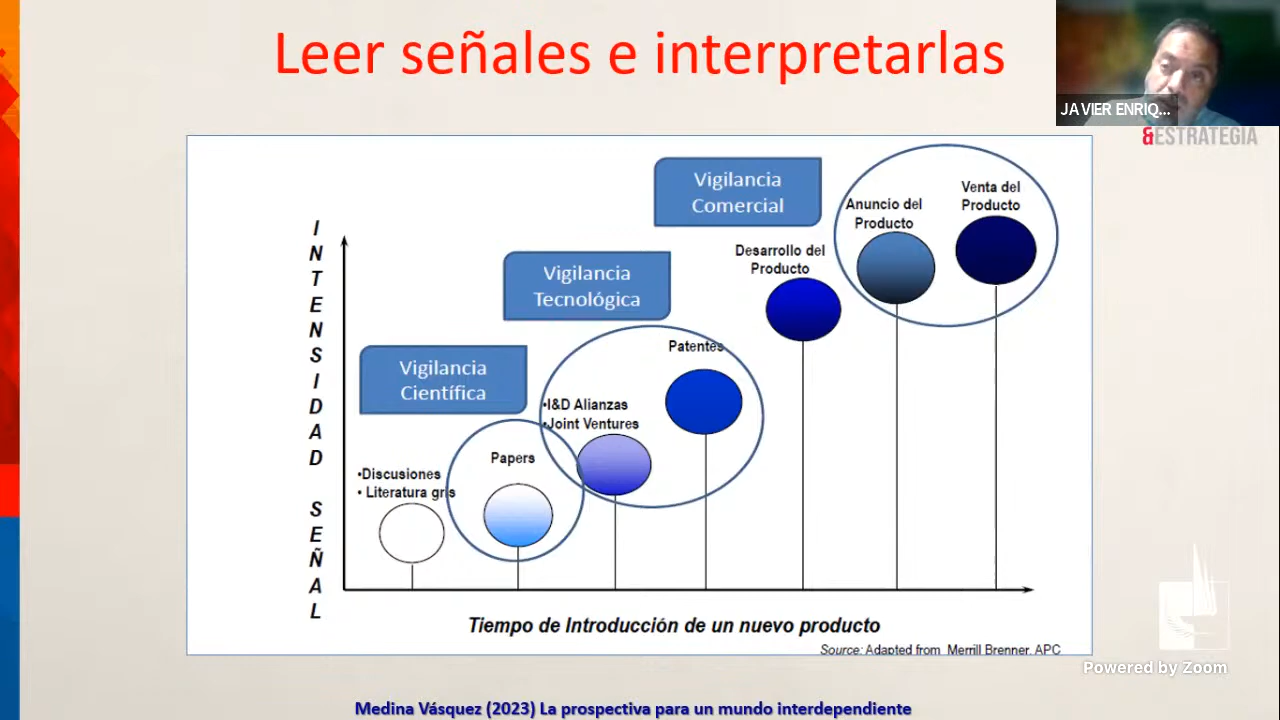 Leer señales e interpretarlas
JAVIER ENRIQ...
&ESTRATEGIA
INTENSIDAD SEÑAL
Vigilancia
Comercial
Anuncio del
Producto
Venta del
Producto
Vigilancia
Tecnológica
Desarrollo del
Producto
Vigilancia
Científica
Patentes
•I&D Alianzas
•Joint Ventures
Papers
•Discusiones
• Literatura gris
Tiempo de Introducción de un nuevo producto
Source: Adapted from Merrill Brenner, APC
Powered by Zoom
Medina Vásquez (2023) La prospectiva para un mundo interdependiente